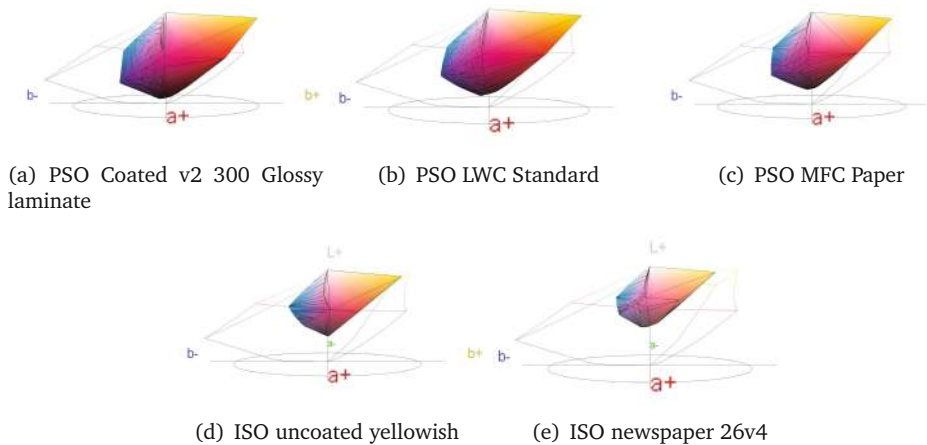 b-
a+
b+
b-
a+
b-
a+
(a) PSO Coated v2 300 Glossy
laminate
(b) PSO LWC Standard
(c) PSO MFC Paper
L+
L+
b-
a-
a+
b+
b-
a-
a+
(d) ISO uncoated yellowish
(e) ISO newspaper 26v4